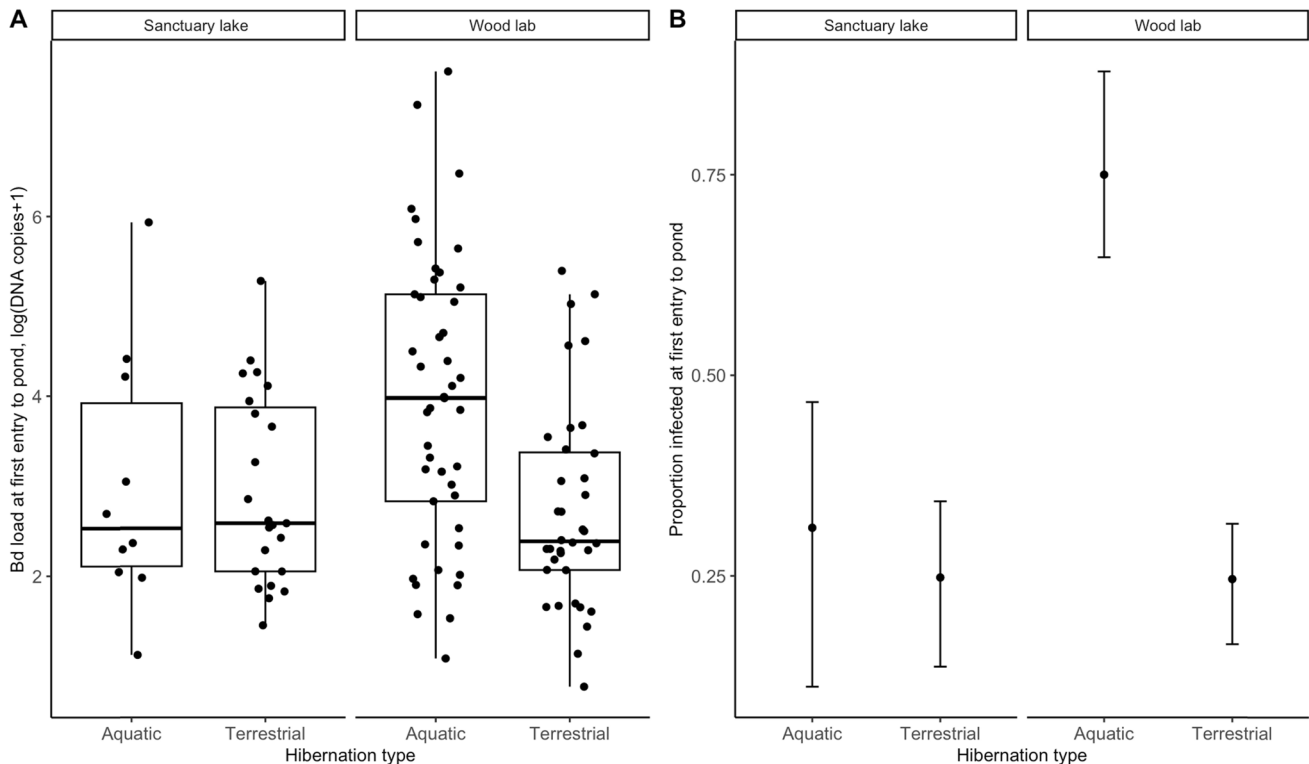 A
Sanctuary lake
Wood lab
Bd load at first entry to pond, log(DNA copies+1)
6
4
2
Aquatic
Terrestrial
Aquatic
Terrestrial
Hibernation type
B
Sanctuary lake
Wood lab
Proportion infected at first entry to pond
0.75
0.50
0.25
Aquatic
Terrestrial
Aquatic
Terrestrial
Hibernation type